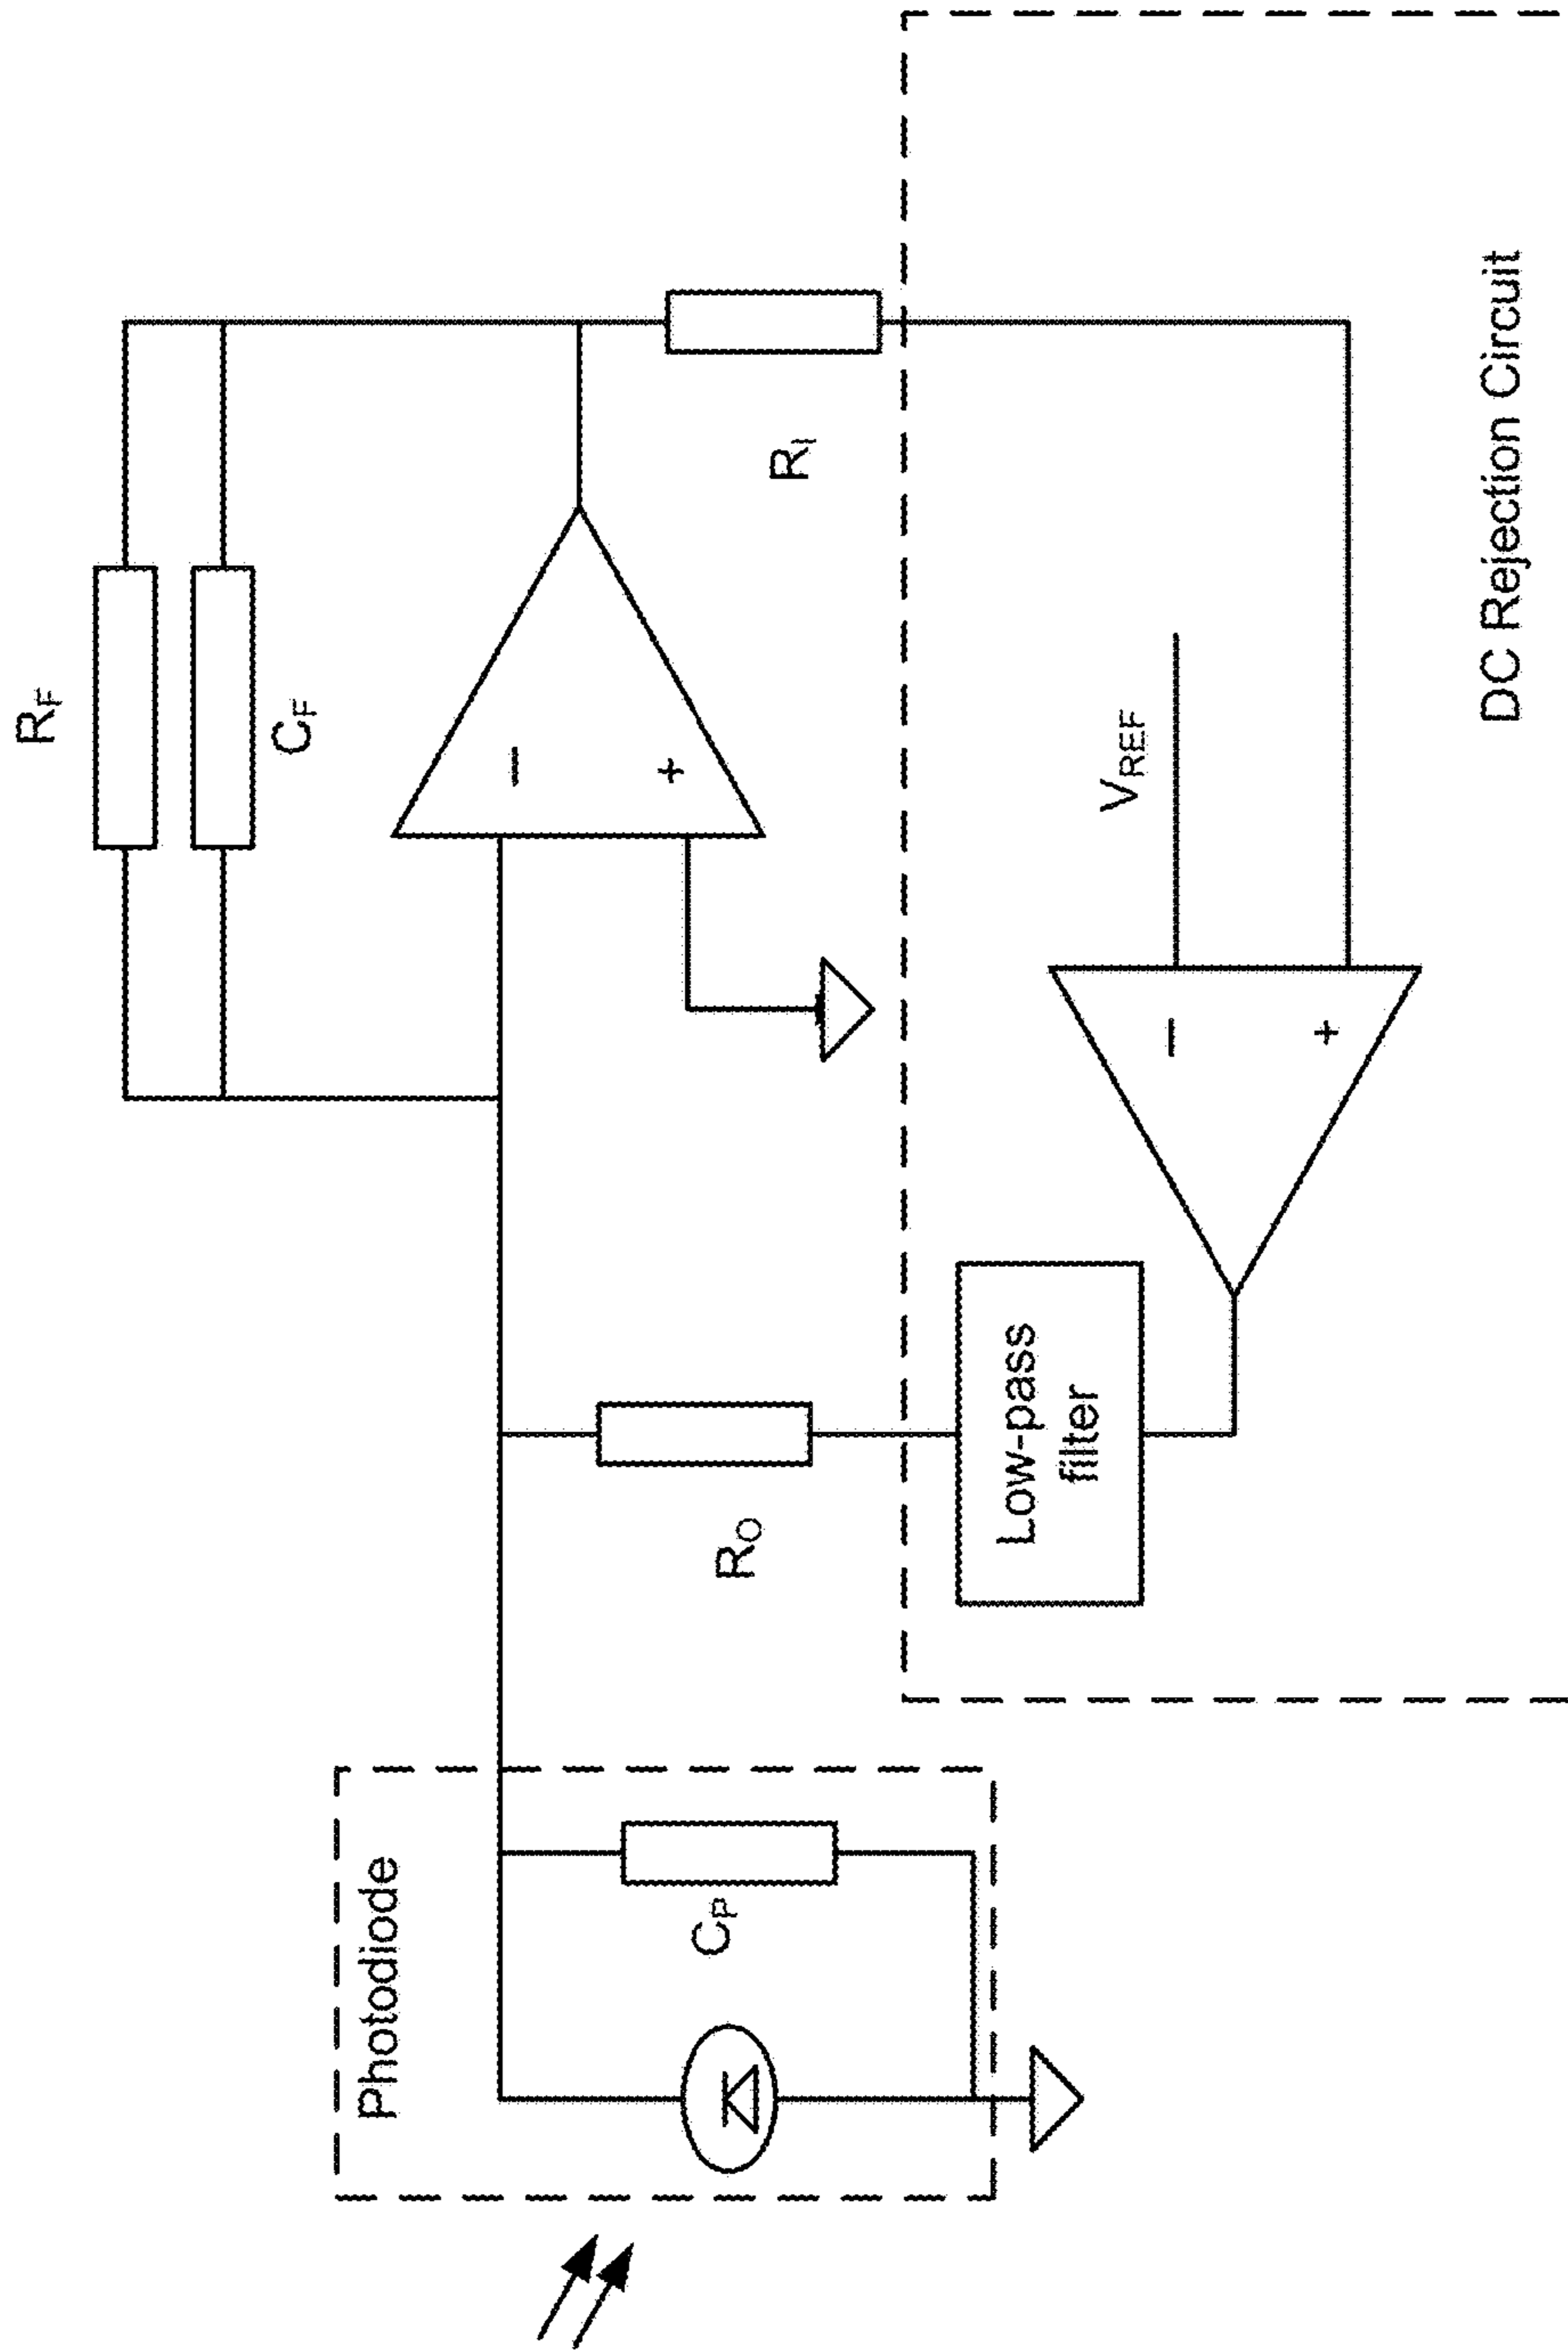 R_F
C_F
−
+
R_I
Photodiode
C_P
R_O
Low-pass
filter
V_REF
−
+
DC Rejection Circuit